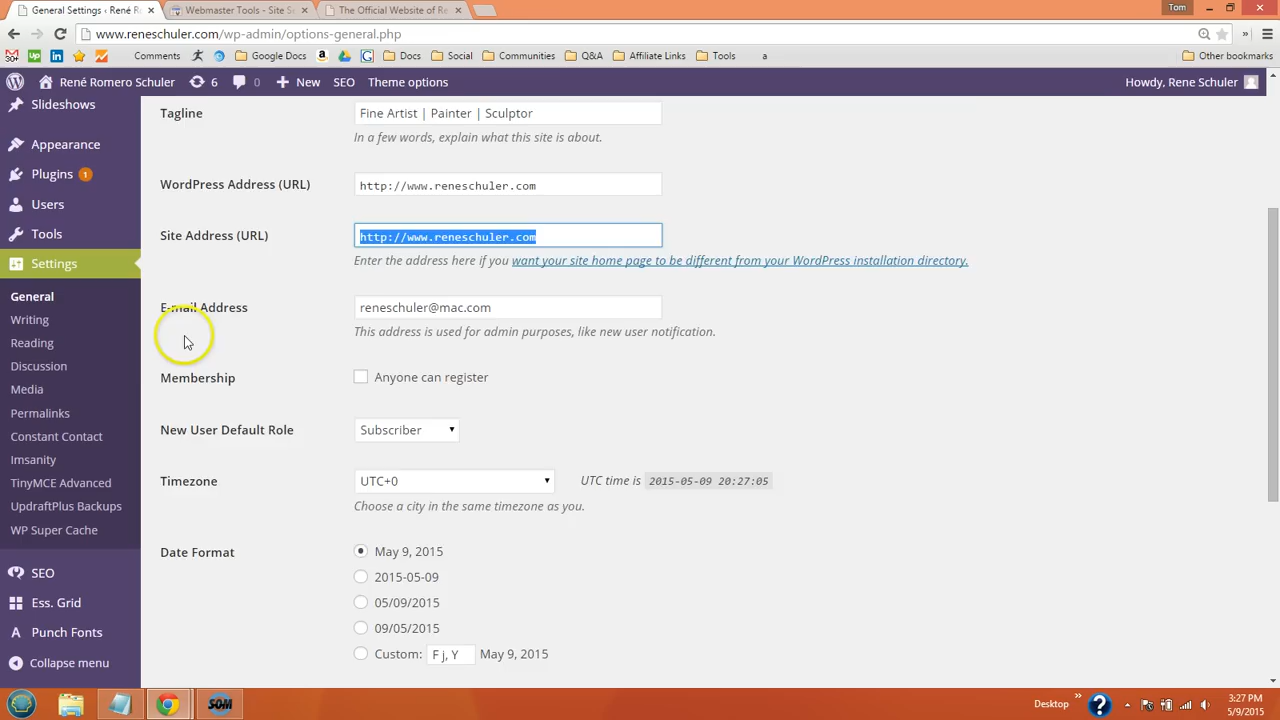 General Settings ‹ René R
Webmaster Tools - Site S
The Official Website of Re
Tom
www.reneschuler.com/wp-admin/options-general.php
Comments
Google Docs
Docs
Social
Communities
Q&A
Affiliate Links
Tools
a
Other bookmarks
René Romero Schuler
6
0
New
SEO
Theme options
Howdy, Rene Schuler
Slideshows
Appearance
Plugins 1
Users
Tools
Settings
General
Writing
Reading
Discussion
Media
Permalinks
Constant Contact
Imsanity
TinyMCE Advanced
UpdraftPlus Backups
WP Super Cache
SEO
Ess. Grid
Punch Fonts
Collapse menu
Tagline
Fine Artist | Painter | Sculptor
In a few words, explain what this site is about.
WordPress Address (URL)
http://www.reneschuler.com
Site Address (URL)
http://www.reneschuler.com
Enter the address here if you want your site home page to be different from your WordPress installation directory.
E-mail Address
reneschuler@mac.com
This address is used for admin purposes, like new user notification.
Membership
Anyone can register
New User Default Role
Subscriber
Timezone
UTC+0
UTC time is 2015-05-09 20:27:05
Choose a city in the same timezone as you.
Date Format
May 9, 2015
2015-05-09
05/09/2015
09/05/2015
Custom: F j, Y May 9, 2015
SOM
Desktop
3:27 PM
5/9/2015